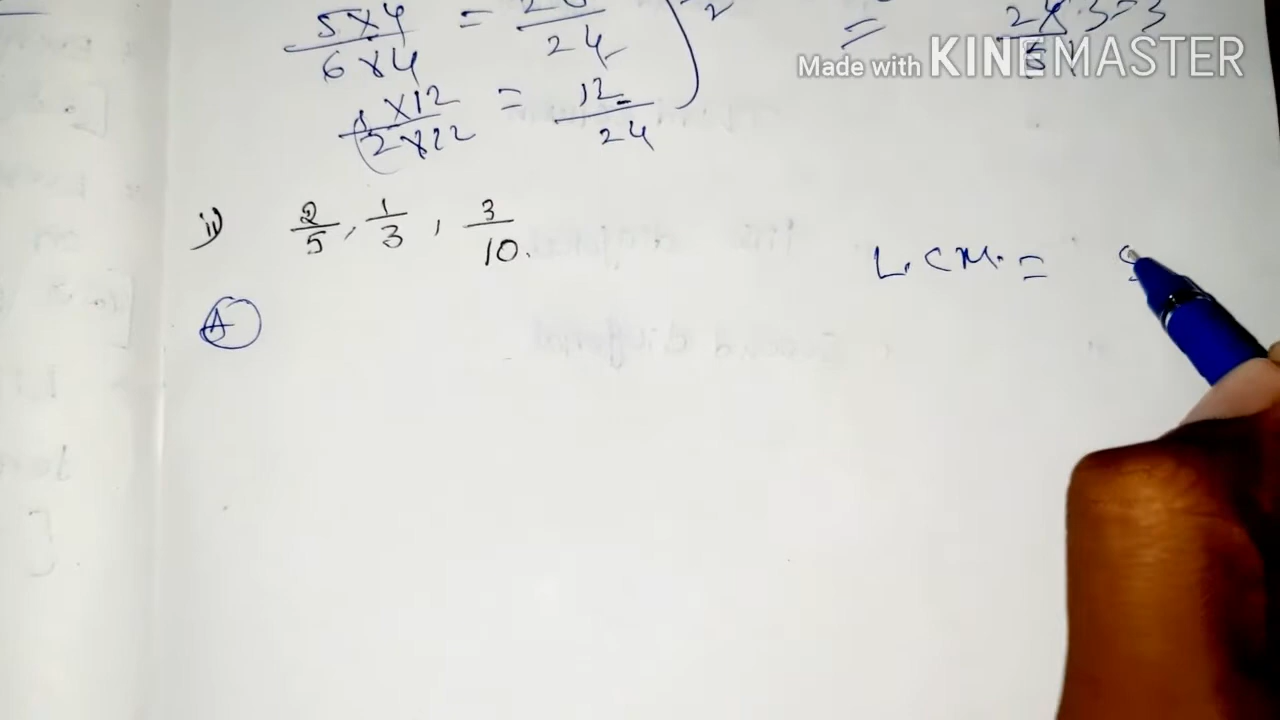 5×4/6×4 = 20/24
1×12/2×12 = 12/24
Made with KINEMASTER
ii) 2/5, 1/3, 3/10.
L.C.M. =
A